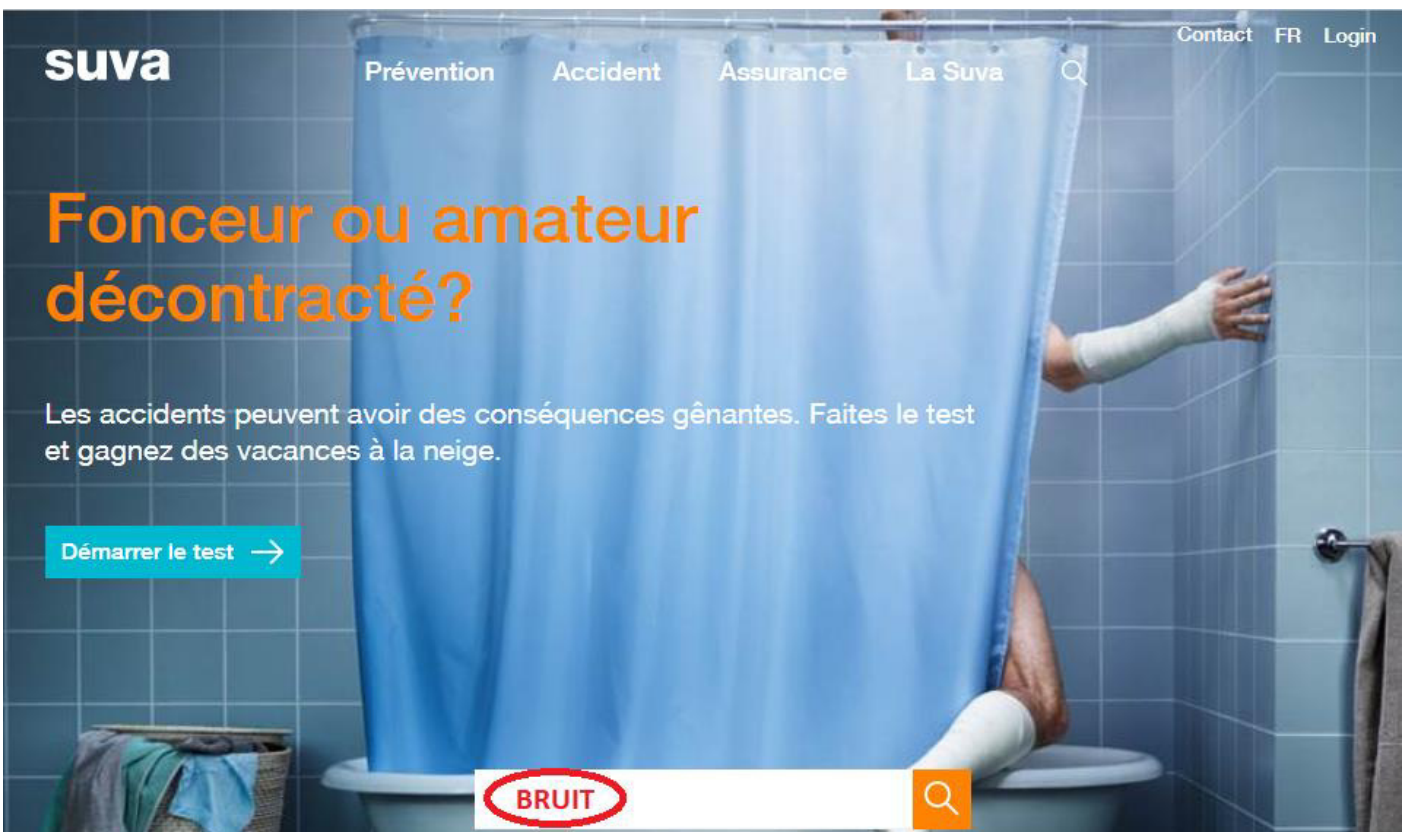 Contact FR Login
suva
Prévention Accident Assurance La Suva
Fonceur ou amateur
décontracté?
Les accidents peuvent avoir des conséquences gênantes. Faites le test
et gagnez des vacances à la neige.
Démarrer le test
BRUIT